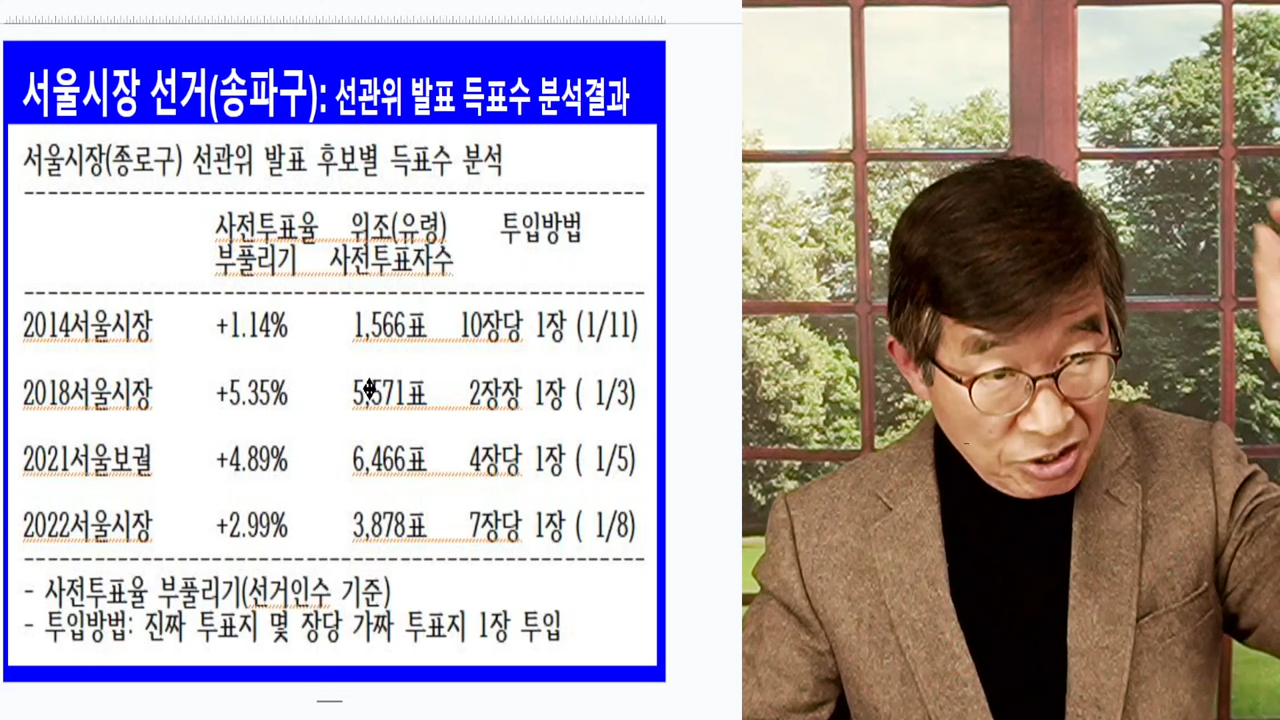 서울시장 선거(송파구): 선관위 발표 득표수 분석결과
서울시장(종로구) 선관위 발표 후보별 득표수 분석
사전투표율 위조(유령) 투입방법
부풀리기 사전투표자수
2014서울시장 +1.14% 1,566표 10장당 1장 (1/11)
2018서울시장 +5.35% 5,571표 2장장 1장 ( 1/3)
2021서울보궐 +4.89% 6,466표 4장당 1장 ( 1/5)
2022서울시장 +2.99% 3,878표 7장당 1장 ( 1/8)
- 사전투표율 부풀리기(선거인수 기준)
- 투입방법: 진짜 투표지 몇 장당 가짜 투표지 1장 투입